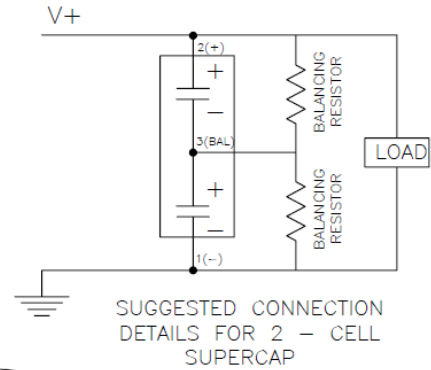 V+
2(+)
+
−
BALANCING
RESISTOR
3(BAL)
LOAD
+
−
BALANCING
RESISTOR
1(−)
SUGGESTED CONNECTION
DETAILS FOR 2 − CELL
SUPERCAP